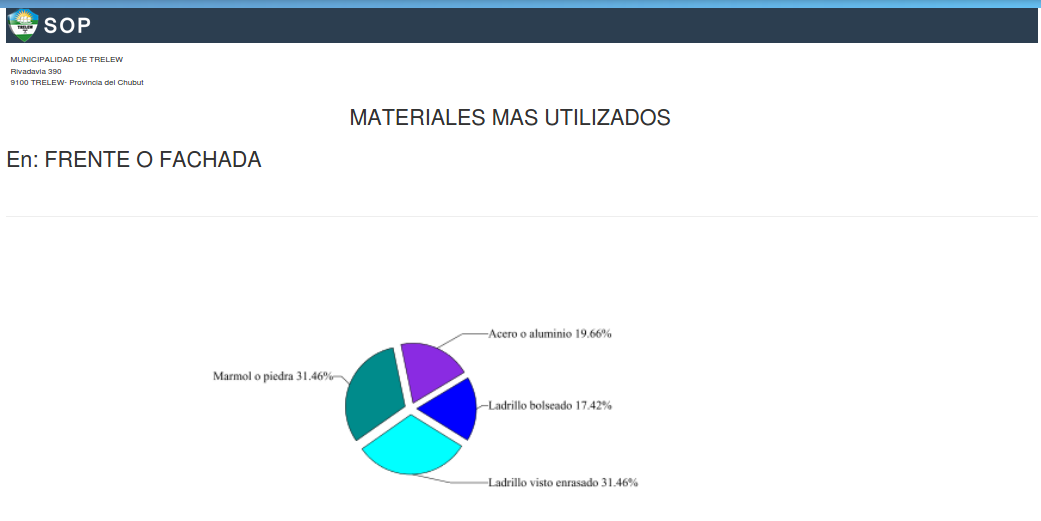 TRELEW
SOP
MUNICIPALIDAD DE TRELEW
Rivadavia 390
9100 TRELEW- Provincia del Chubut
MATERIALES MAS UTILIZADOS
En: FRENTE O FACHADA
Acero o aluminio 19.66%
Marmol o piedra 31.46%
Ladrillo bolseado 17.42%
Ladrillo visto enrasado 31.46%